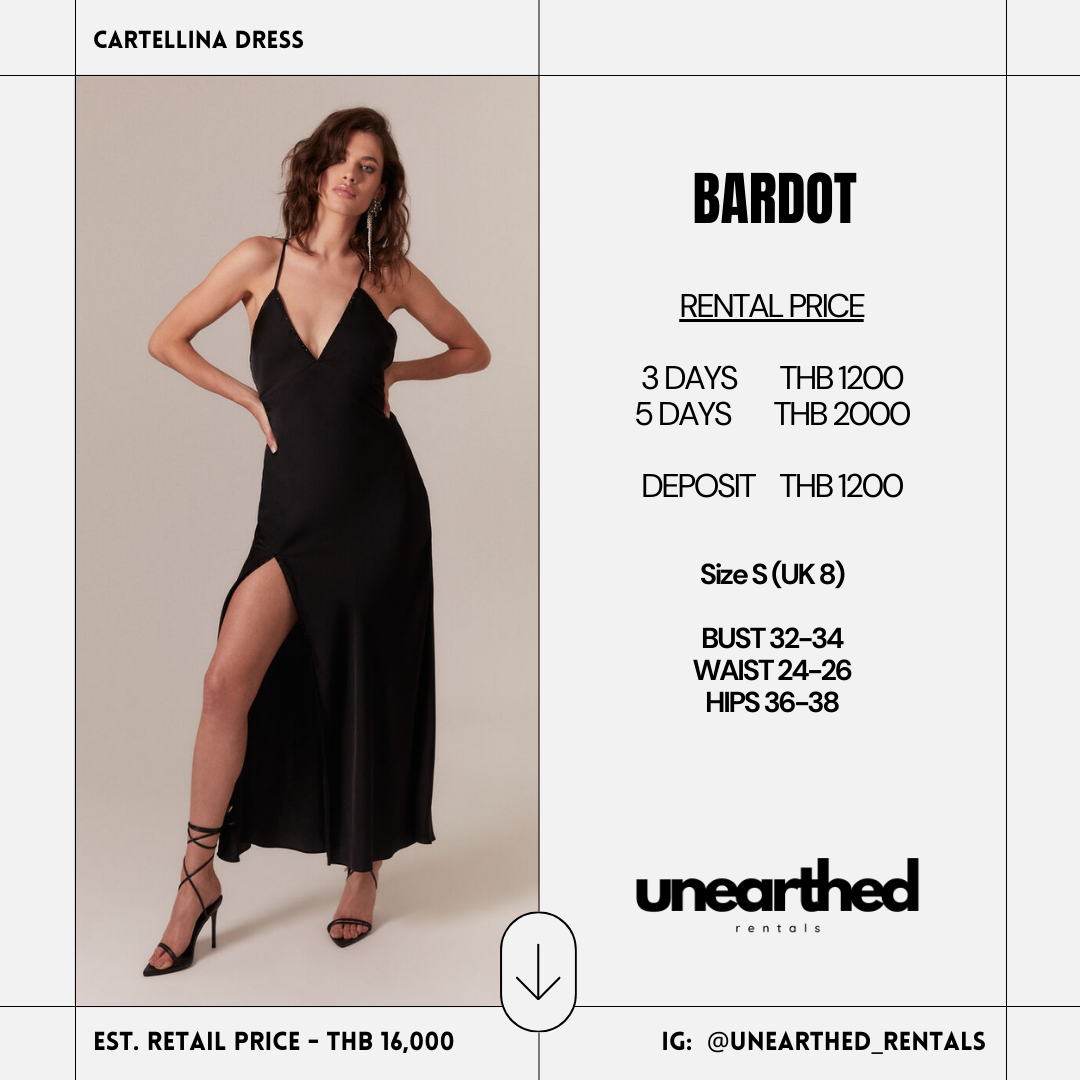 CARTELLINA DRESS
BARDOT
RENTAL PRICE
3 DAYS THB 1200
5 DAYS THB 2000
DEPOSIT THB 1200
Size S (UK 8)
BUST 32-34
WAIST 24-26
HIPS 36-38
unearthed
rentals
EST. RETAIL PRICE - THB 16,000
IG: @UNEARTHED_RENTALS